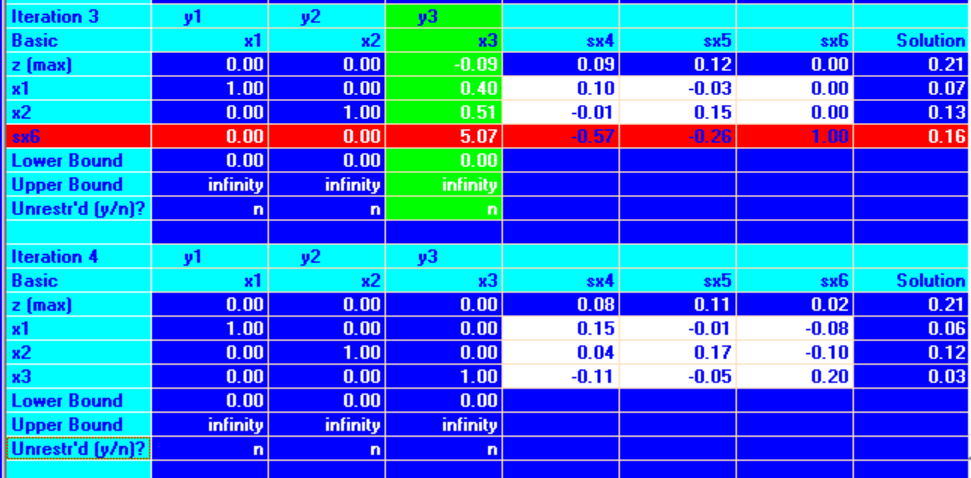 Iteration 3 y1 y2 y3
Basic x1 x2 x3 sx4 sx5 sx6 Solution
z (max) 0.00 0.00 -0.09 0.09 0.12 0.00 0.21
x1 1.00 0.00 0.40 0.10 -0.03 0.00 0.07
x2 0.00 1.00 0.51 -0.01 0.15 0.00 0.13
sx6 0.00 0.00 5.07 -0.57 -0.26 1.00 0.16
Lower Bound 0.00 0.00 0.00
Upper Bound infinity infinity infinity
Unrestr'd (y/n)? n n n
Iteration 4 y1 y2 y3
Basic x1 x2 x3 sx4 sx5 sx6 Solution
z (max) 0.00 0.00 0.00 0.08 0.11 0.02 0.21
x1 1.00 0.00 0.00 0.15 -0.01 -0.08 0.06
x2 0.00 1.00 0.00 0.04 0.17 -0.10 0.12
x3 0.00 0.00 1.00 -0.11 -0.05 0.20 0.03
Lower Bound 0.00 0.00 0.00
Upper Bound infinity infinity infinity
Unrestr'd (y/n)? n n n